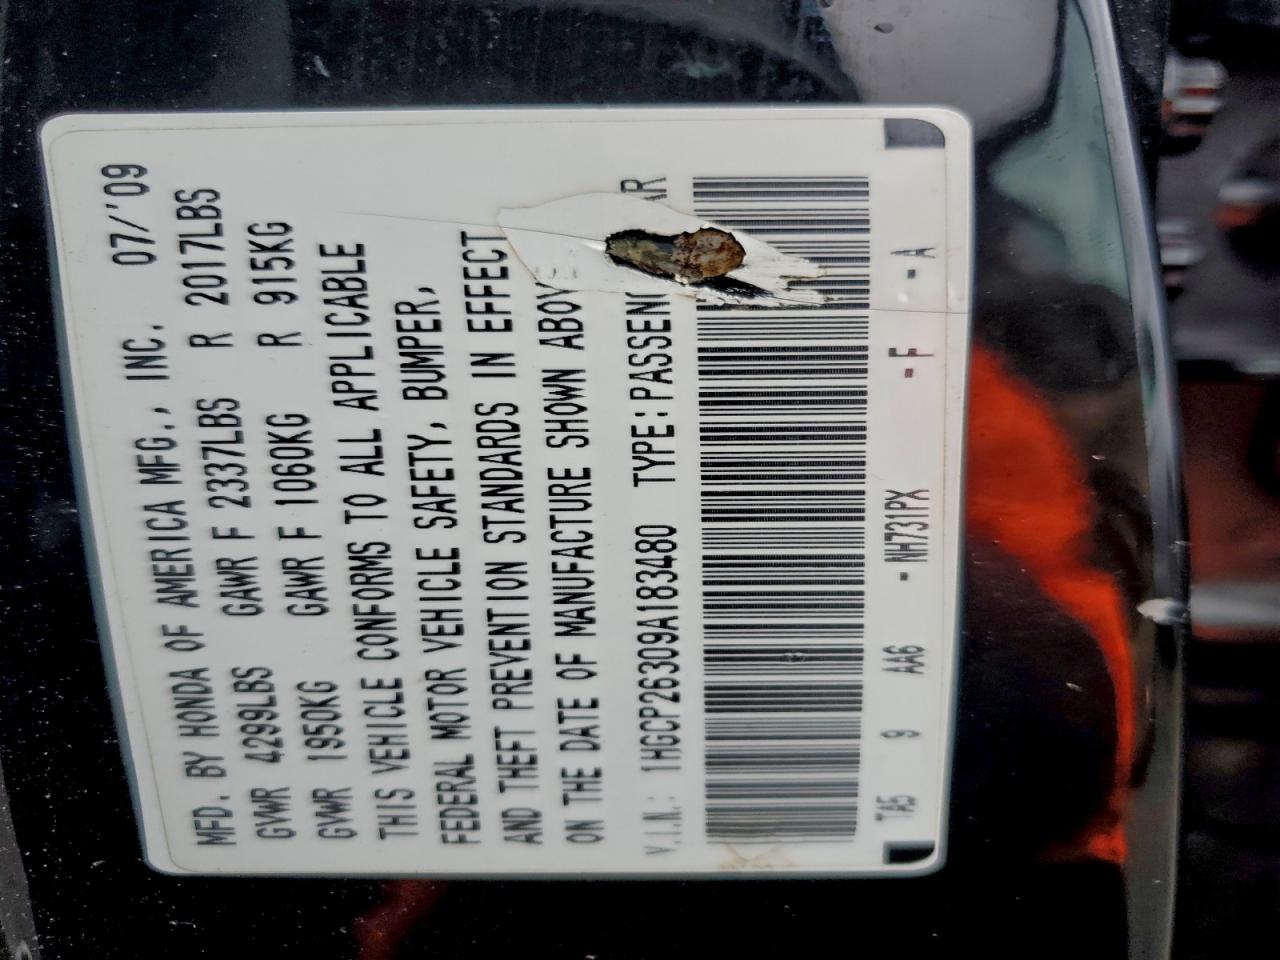 MFD. BY HONDA OF AMERICA MFG., INC. 07/'09
GVWR 4299LBS GAWR F 2337LBS R 2017LBS
GVWR 1950KG GAWR F 1060KG R 915KG
THIS VEHICLE CONFORMS TO ALL APPLICABLE
FEDERAL MOTOR VEHICLE SAFETY, BUMPER,
AND THEFT PREVENTION STANDARDS IN EFFECT
ON THE DATE OF MANUFACTURE SHOWN ABOV
V.I.N.: 1HGCP26309A183480 TYPE:PASSENG AR
TA5 9 AA6 -NH731PX -F -A